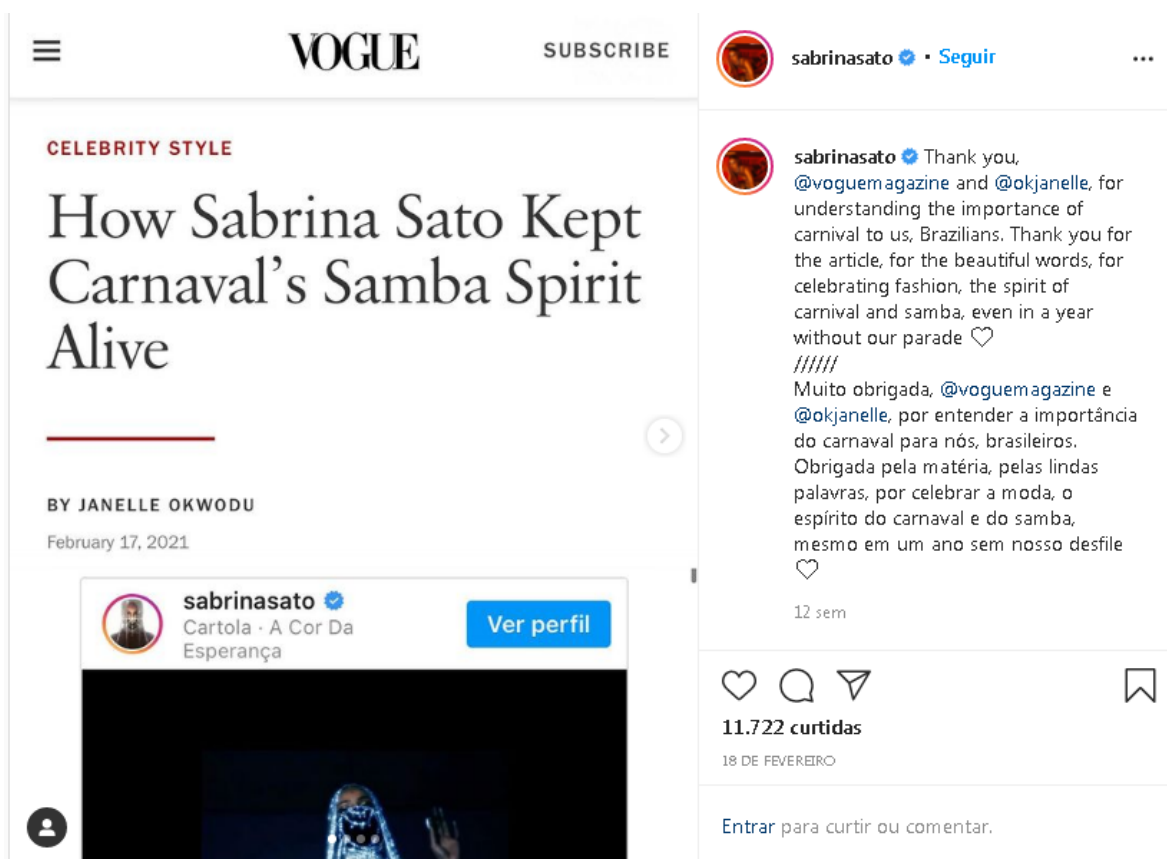 VOGUE
SUBSCRIBE
CELEBRITY STYLE
How Sabrina Sato Kept
Carnaval’s Samba Spirit
Alive
BY JANELLE OKWODU
February 17, 2021
sabrinasato
Cartola · A Cor Da
Esperança
Ver perfil
sabrinasato • Seguir
sabrinasato Thank you,
@voguemagazine and @okjanelle, for
understanding the importance of
carnival to us, Brazilians. Thank you for
the article, for the beautiful words, for
celebrating fashion, the spirit of
carnival and samba, even in a year
without our parade ♡
//////
Muito obrigada, @voguemagazine e
@okjanelle, por entender a importância
do carnaval para nós, brasileiros.
Obrigada pela matéria, pelas lindas
palavras, por celebrar a moda, o
espírito do carnaval e do samba,
mesmo em um ano sem nosso desfile
♡
12 sem
11.722 curtidas
18 DE FEVEREIRO
Entrar para curtir ou comentar.